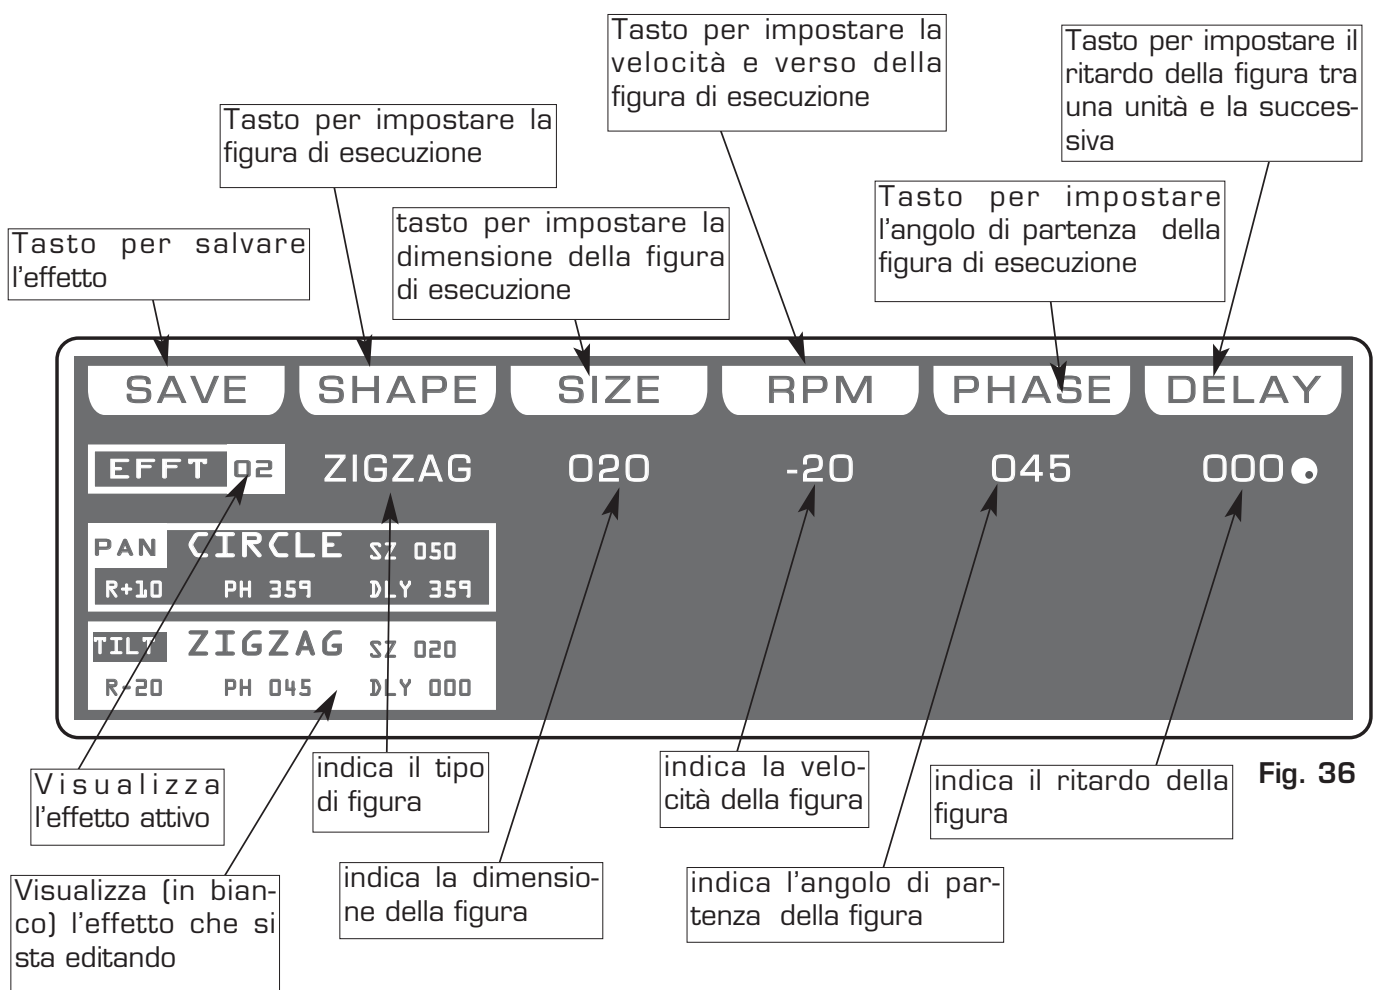 Tasto per impostare la
velocità e verso della
figura di esecuzione
Tasto per impostare il
ritardo della figura tra
una unità e la succes-
siva
Tasto per impostare la
figura di esecuzione
Tasto per impostare
l'angolo di partenza della
figura di esecuzione
tasto per impostare la
dimensione della figura
di esecuzione
Tasto per salvare
l'effetto
SAVE SHAPE SIZE RPM PHASE DELAY
EFFT 02 ZIGZAG 020 -20 045 000
PAN CIRCLE SZ 050
R+10 PH 359 DLY 359
TILT ZIGZAG SZ 020
R-20 PH 045 DLY 000
Visualizza
l'effetto attivo
indica il tipo
di figura
indica la velo-
cità della figura
indica il ritardo della
figura
Fig. 36
Visualizza (in bian-
co) l'effetto che si
sta editando
indica la dimensio-
ne della figura
indica l'angolo di par-
tenza della figura